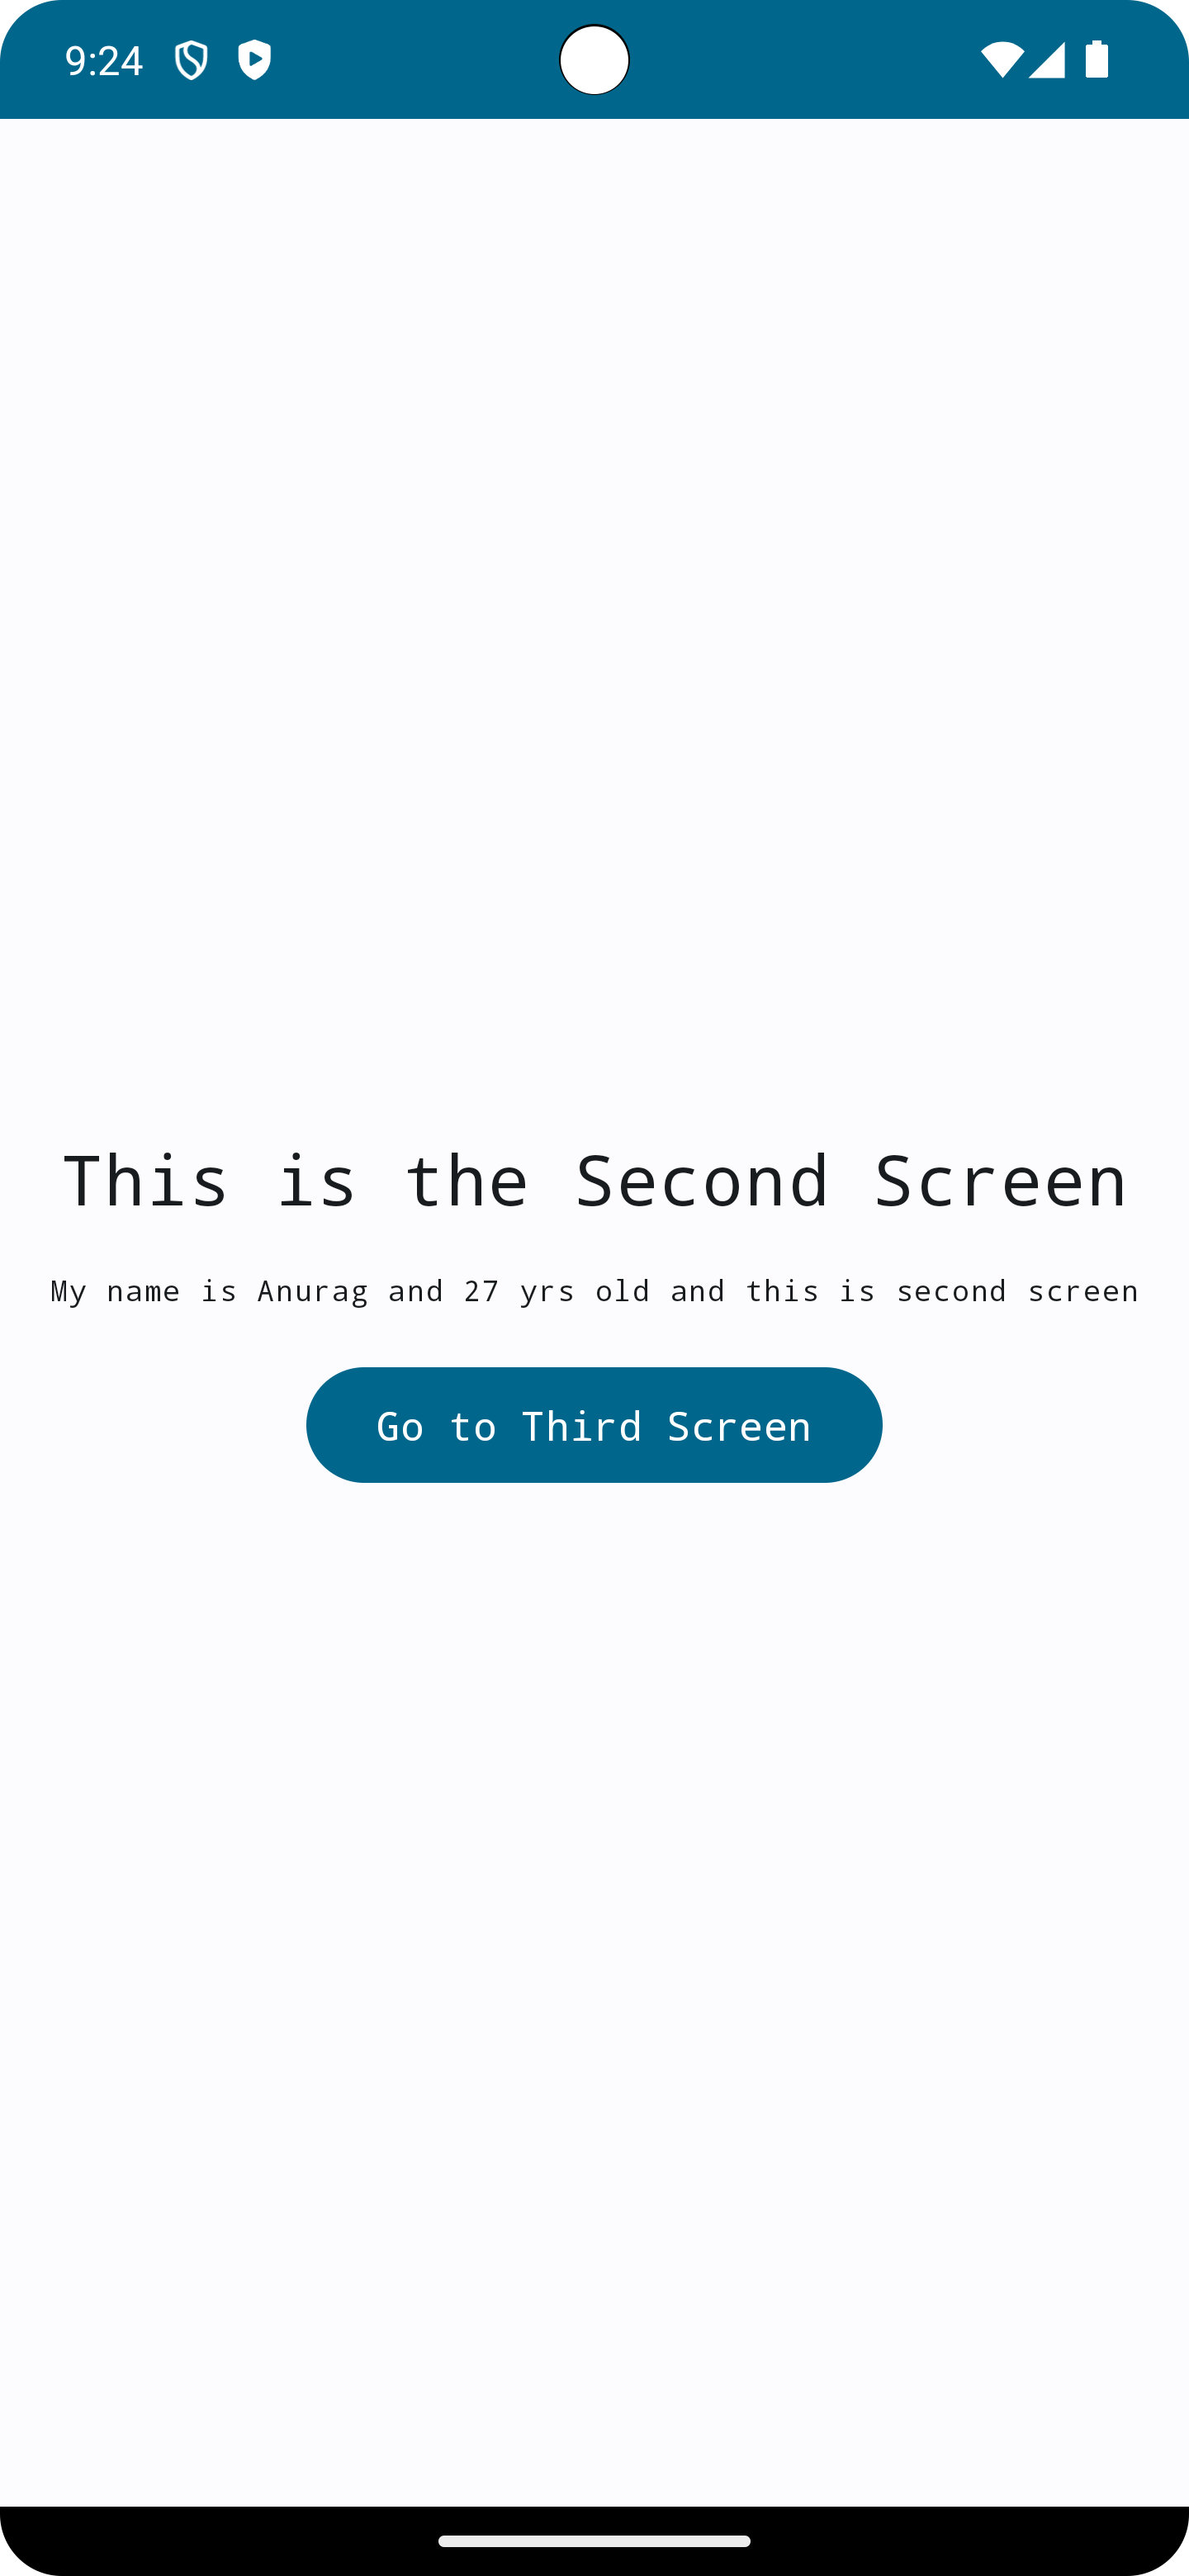 9:24
This is the Second Screen
My name is Anurag and 27 yrs old and this is second screen
Go to Third Screen